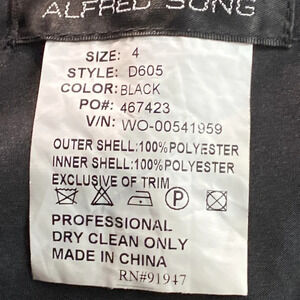 ALFRED SUNG
SIZE: 4
STYLE: D605
COLOR: BLACK
PO#: 467423
V/N: WO-00541959
OUTER SHELL:100%POLYESTER
INNER SHELL:100%POLYESTER
EXCLUSIVE OF TRIM
P
PROFESSIONAL
DRY CLEAN ONLY
MADE IN CHINA
RN#91947